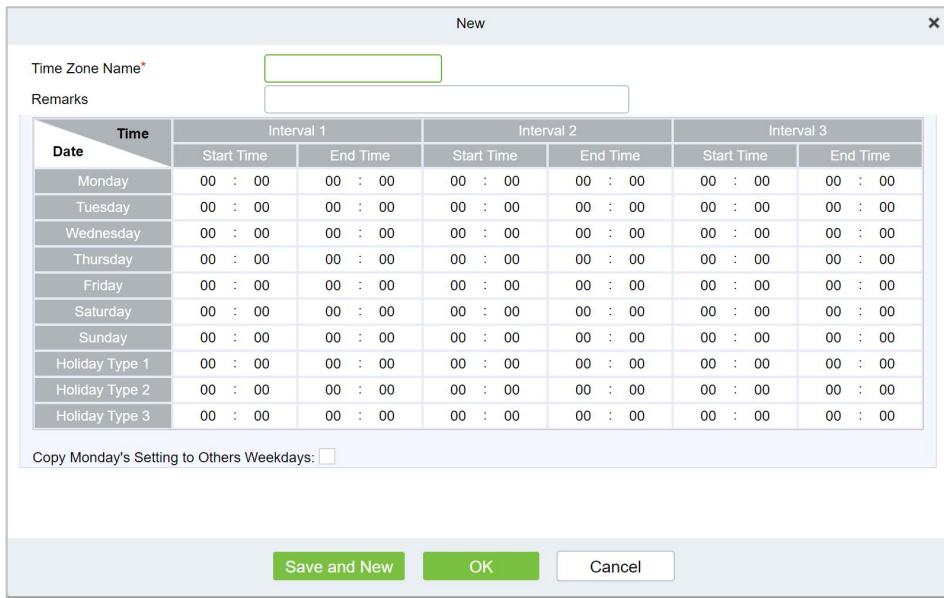 New ×
Time Zone Name*
Remarks
Time Interval 1 Interval 2 Interval 3
Date Start Time End Time Start Time End Time Start Time End Time
Monday 00 : 00 00 : 00 00 : 00 00 : 00 00 : 00 00 : 00
Tuesday 00 : 00 00 : 00 00 : 00 00 : 00 00 : 00 00 : 00
Wednesday 00 : 00 00 : 00 00 : 00 00 : 00 00 : 00 00 : 00
Thursday 00 : 00 00 : 00 00 : 00 00 : 00 00 : 00 00 : 00
Friday 00 : 00 00 : 00 00 : 00 00 : 00 00 : 00 00 : 00
Saturday 00 : 00 00 : 00 00 : 00 00 : 00 00 : 00 00 : 00
Sunday 00 : 00 00 : 00 00 : 00 00 : 00 00 : 00 00 : 00
Holiday Type 1 00 : 00 00 : 00 00 : 00 00 : 00 00 : 00 00 : 00
Holiday Type 2 00 : 00 00 : 00 00 : 00 00 : 00 00 : 00 00 : 00
Holiday Type 3 00 : 00 00 : 00 00 : 00 00 : 00 00 : 00 00 : 00
Copy Monday's Setting to Others Weekdays:
Save and New OK Cancel